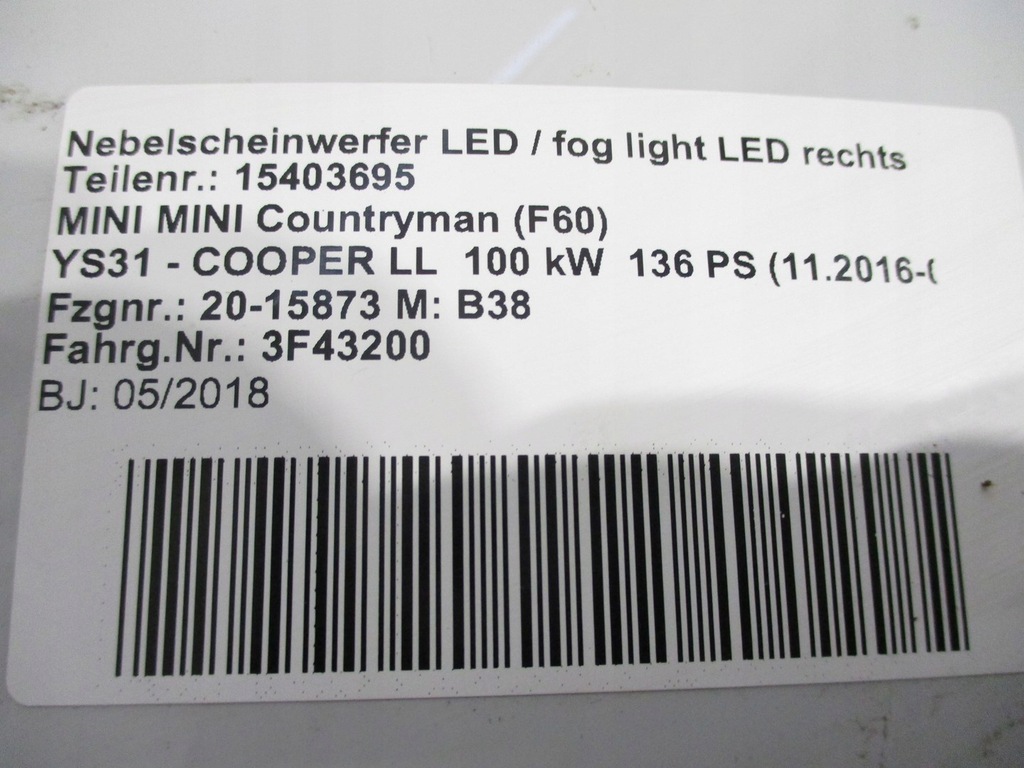 Nebelscheinwerfer LED / fog light LED rechts
Teilenr.: 15403695
MINI MINI Countryman (F60)
YS31 - COOPER LL 100 kW 136 PS (11.2016-
Fzgnr.: 20-15873 M: B38
Fahrg.Nr.: 3F43200
BJ: 05/2018